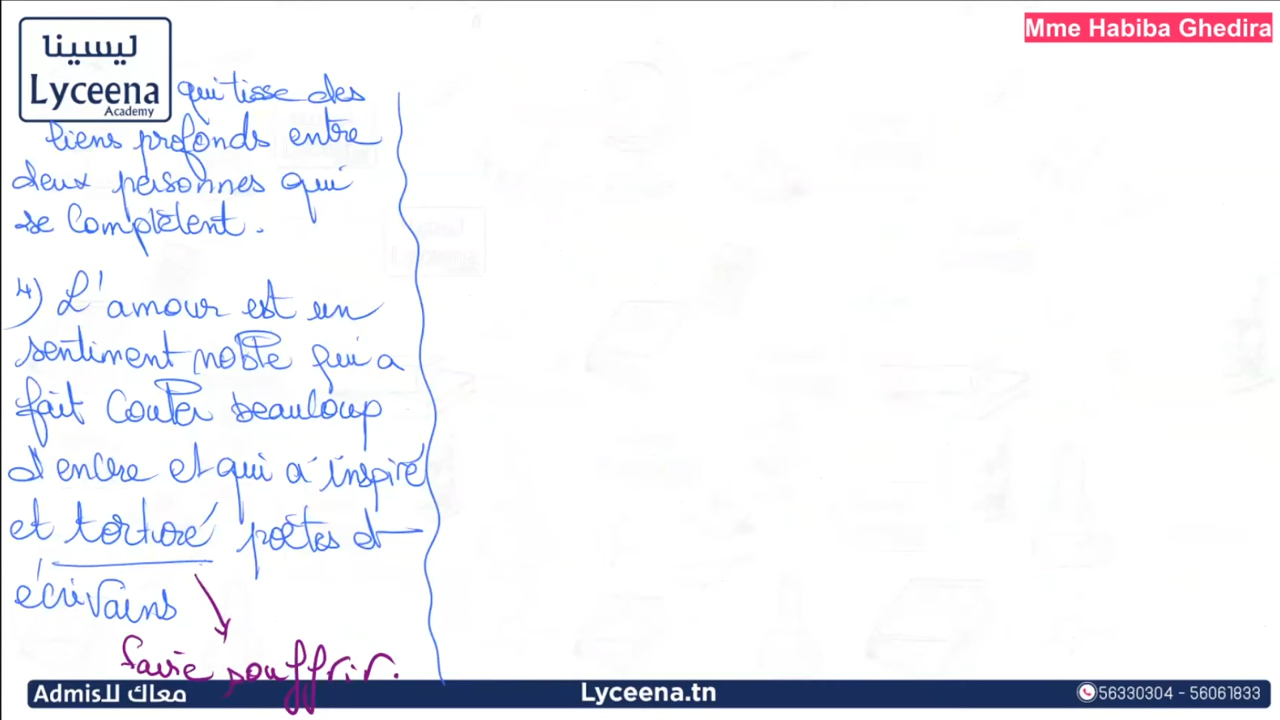 ليسينا
Lyceena
Academy
Mme Habiba Ghedira
qui tisse des
liens profonds entre
deux personnes qui
se complètent.
4) L'amour est un
sentiment noble qui a
fait couler beaucoup
d'encre et qui a inspiré
et torturé poètes et
écrivains
faire souffrir.
معاك للـAdmis
Lyceena.tn
56330304 - 56061833